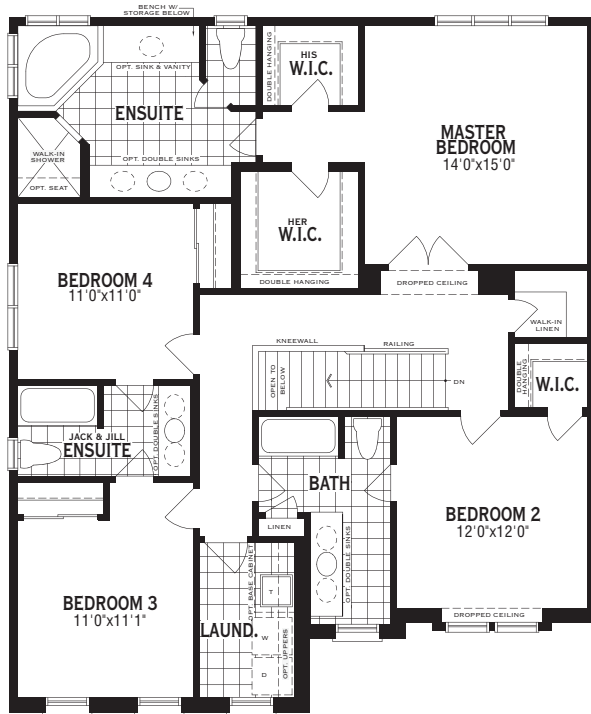 BENCH W/
STORAGE BELOW
OPT. SINK & VANITY
ENSUITE
WALK-IN
SHOWER
OPT. SEAT
OPT. DOUBLE SINKS
DOUBLE HANGING
HIS
W.I.C.
MASTER
BEDROOM
14'0"x15'0"
HER
W.I.C.
DOUBLE HANGING
DROPPED CEILING
BEDROOM 4
11'0"x11'0"
WALK-IN
LINEN
KNEEWALL
RAILING
OPEN TO
BELOW
DN
DOUBLE
HANGING
W.I.C.
JACK & JILL
ENSUITE
OPT. DOUBLE SINKS
BATH
LINEN
OPT. DOUBLE SINKS
BEDROOM 2
12'0"x12'0"
DROPPED CEILING
BEDROOM 3
11'0"x11'1"
LAUND.
OPT. BASE CABINET
T
W
D
OPT. UPPERS